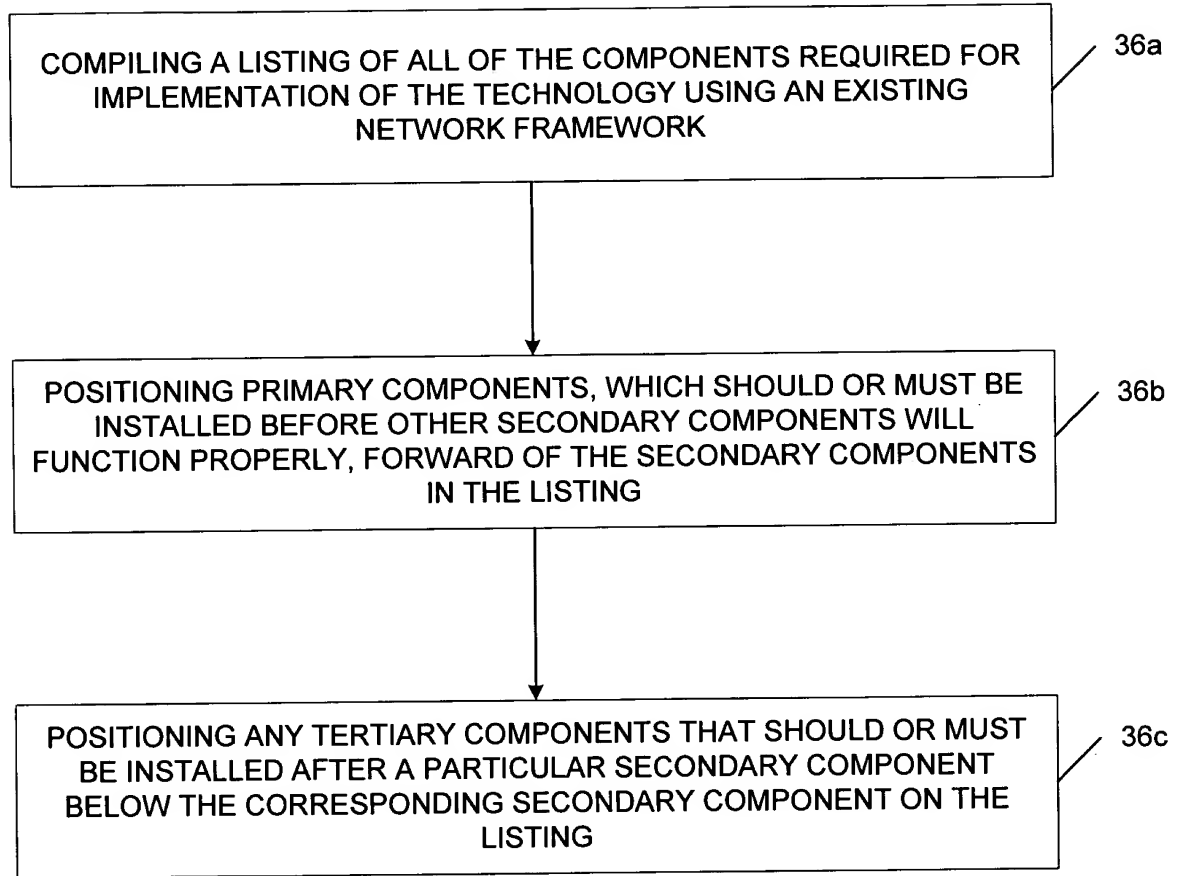 COMPILING A LISTING OF ALL OF THE COMPONENTS REQUIRED FOR
IMPLEMENTATION OF THE TECHNOLOGY USING AN EXISTING
NETWORK FRAMEWORK
36a
POSITIONING PRIMARY COMPONENTS, WHICH SHOULD OR MUST BE
INSTALLED BEFORE OTHER SECONDARY COMPONENTS WILL
FUNCTION PROPERLY, FORWARD OF THE SECONDARY COMPONENTS
IN THE LISTING
36b
POSITIONING ANY TERTIARY COMPONENTS THAT SHOULD OR MUST
BE INSTALLED AFTER A PARTICULAR SECONDARY COMPONENT
BELOW THE CORRESPONDING SECONDARY COMPONENT ON THE
LISTING
36c